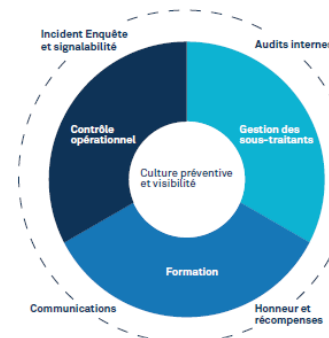 Incident Enquête
et signalabilité
Audits internes
Contrôle
opérationnel
Gestion des
sous-traitants
Culture préventive
et visibilité
Formation
Communications
Honneur et
récompenses